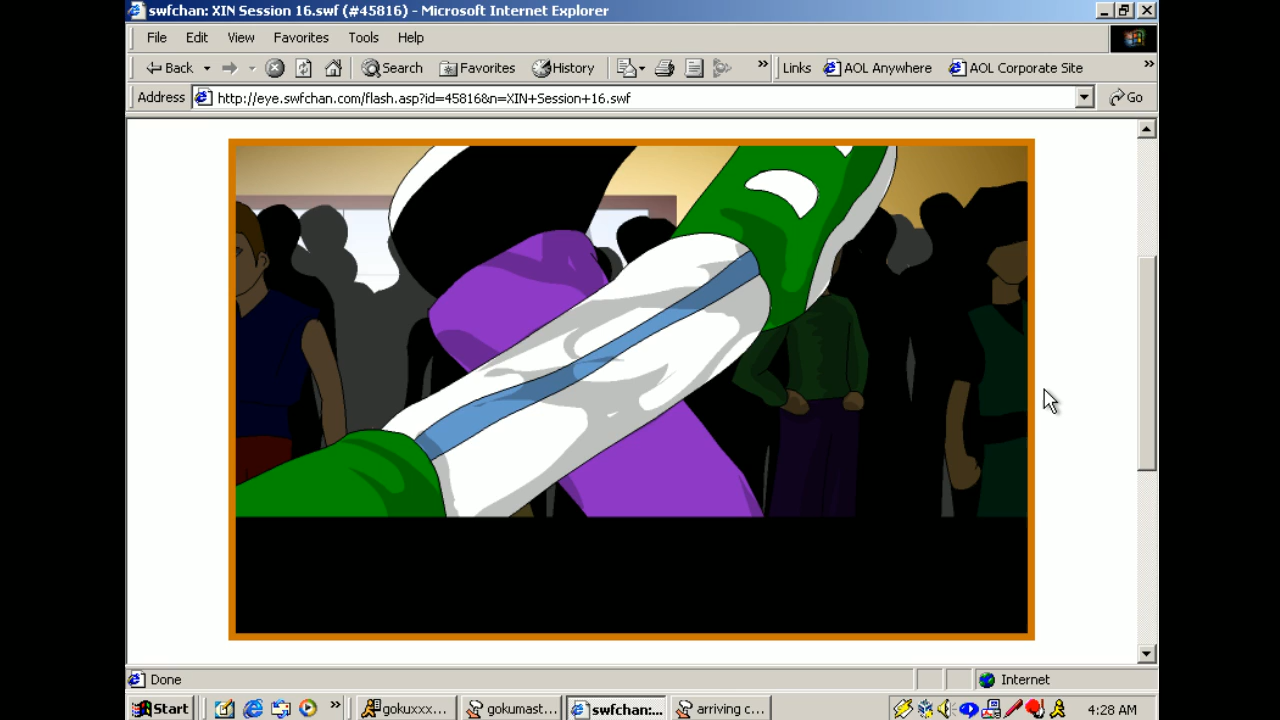 swfchan: XIN Session 16.swf (#45816) - Microsoft Internet Explorer
File Edit View Favorites Tools Help
Back Search Favorites History » Links AOL Anywhere AOL Corporate Site »
Address http://eye.swfchan.com/flash.asp?id=45816&n=XIN+Session+16.swf Go
Done Internet
Start » gokuxxx... gokumast... swfchan:... arriving c... 4:28 AM